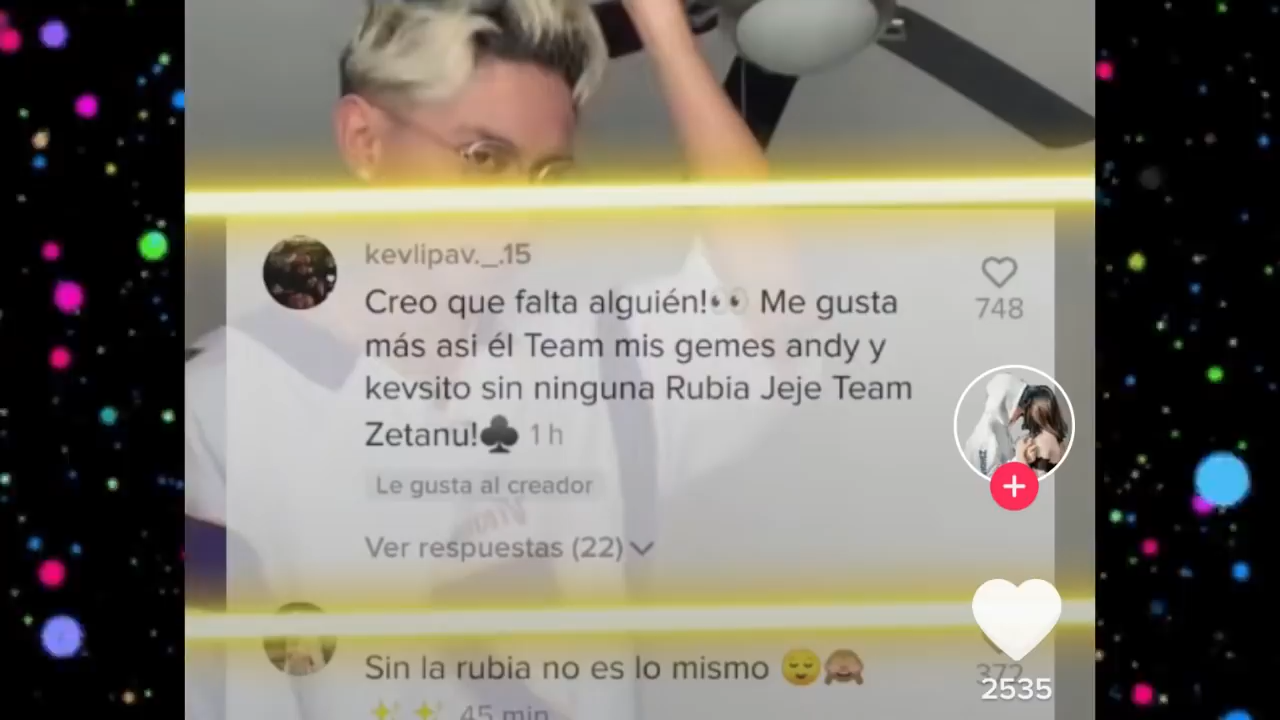 kevlipav._.15
Creo que falta alguién!👀 Me gusta
748
más asi él Team mis gemes andy y
kevsito sin ninguna Rubia Jeje Team
Zetanu!♣️ 1 h
Le gusta al creador
Ver respuestas (22)
Sin la rubia no es lo mismo 😌🙈
372
2535
✨✨ 45 min